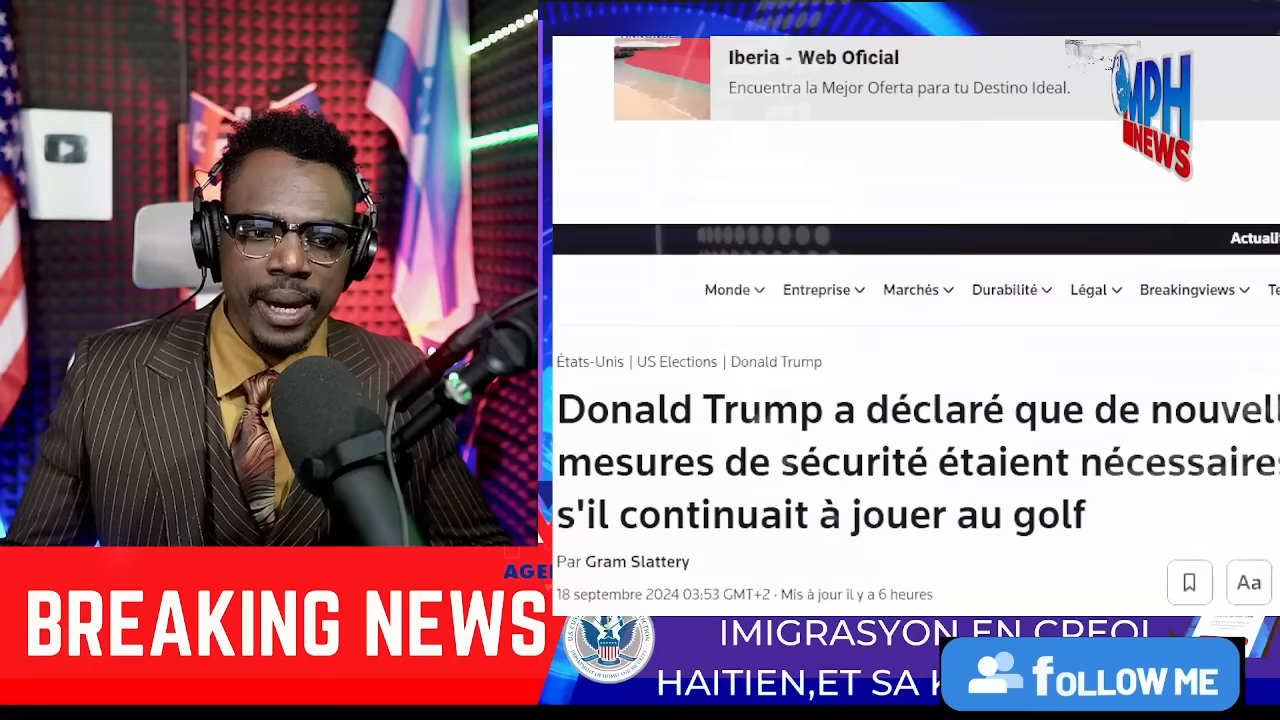 Iberia - Web Oficial
Encuentra la Mejor Oferta para tu Destino Ideal.
MPH
NEWS
Monde
Entreprise
Marchés
Durabilité
Légal
Breakingviews
États-Unis | US Elections | Donald Trump
Donald Trump a déclaré que de nouvell
mesures de sécurité étaient nécessaires
s'il continuait à jouer au golf
Par Gram Slattery
18 septembre 2024 03:53 GMT+2 · Mis à jour il y a 6 heures
Aa
BREAKING NEWS
IMIGRASYON EN CREOL
HAITIEN,ET SA
FOLLOW ME